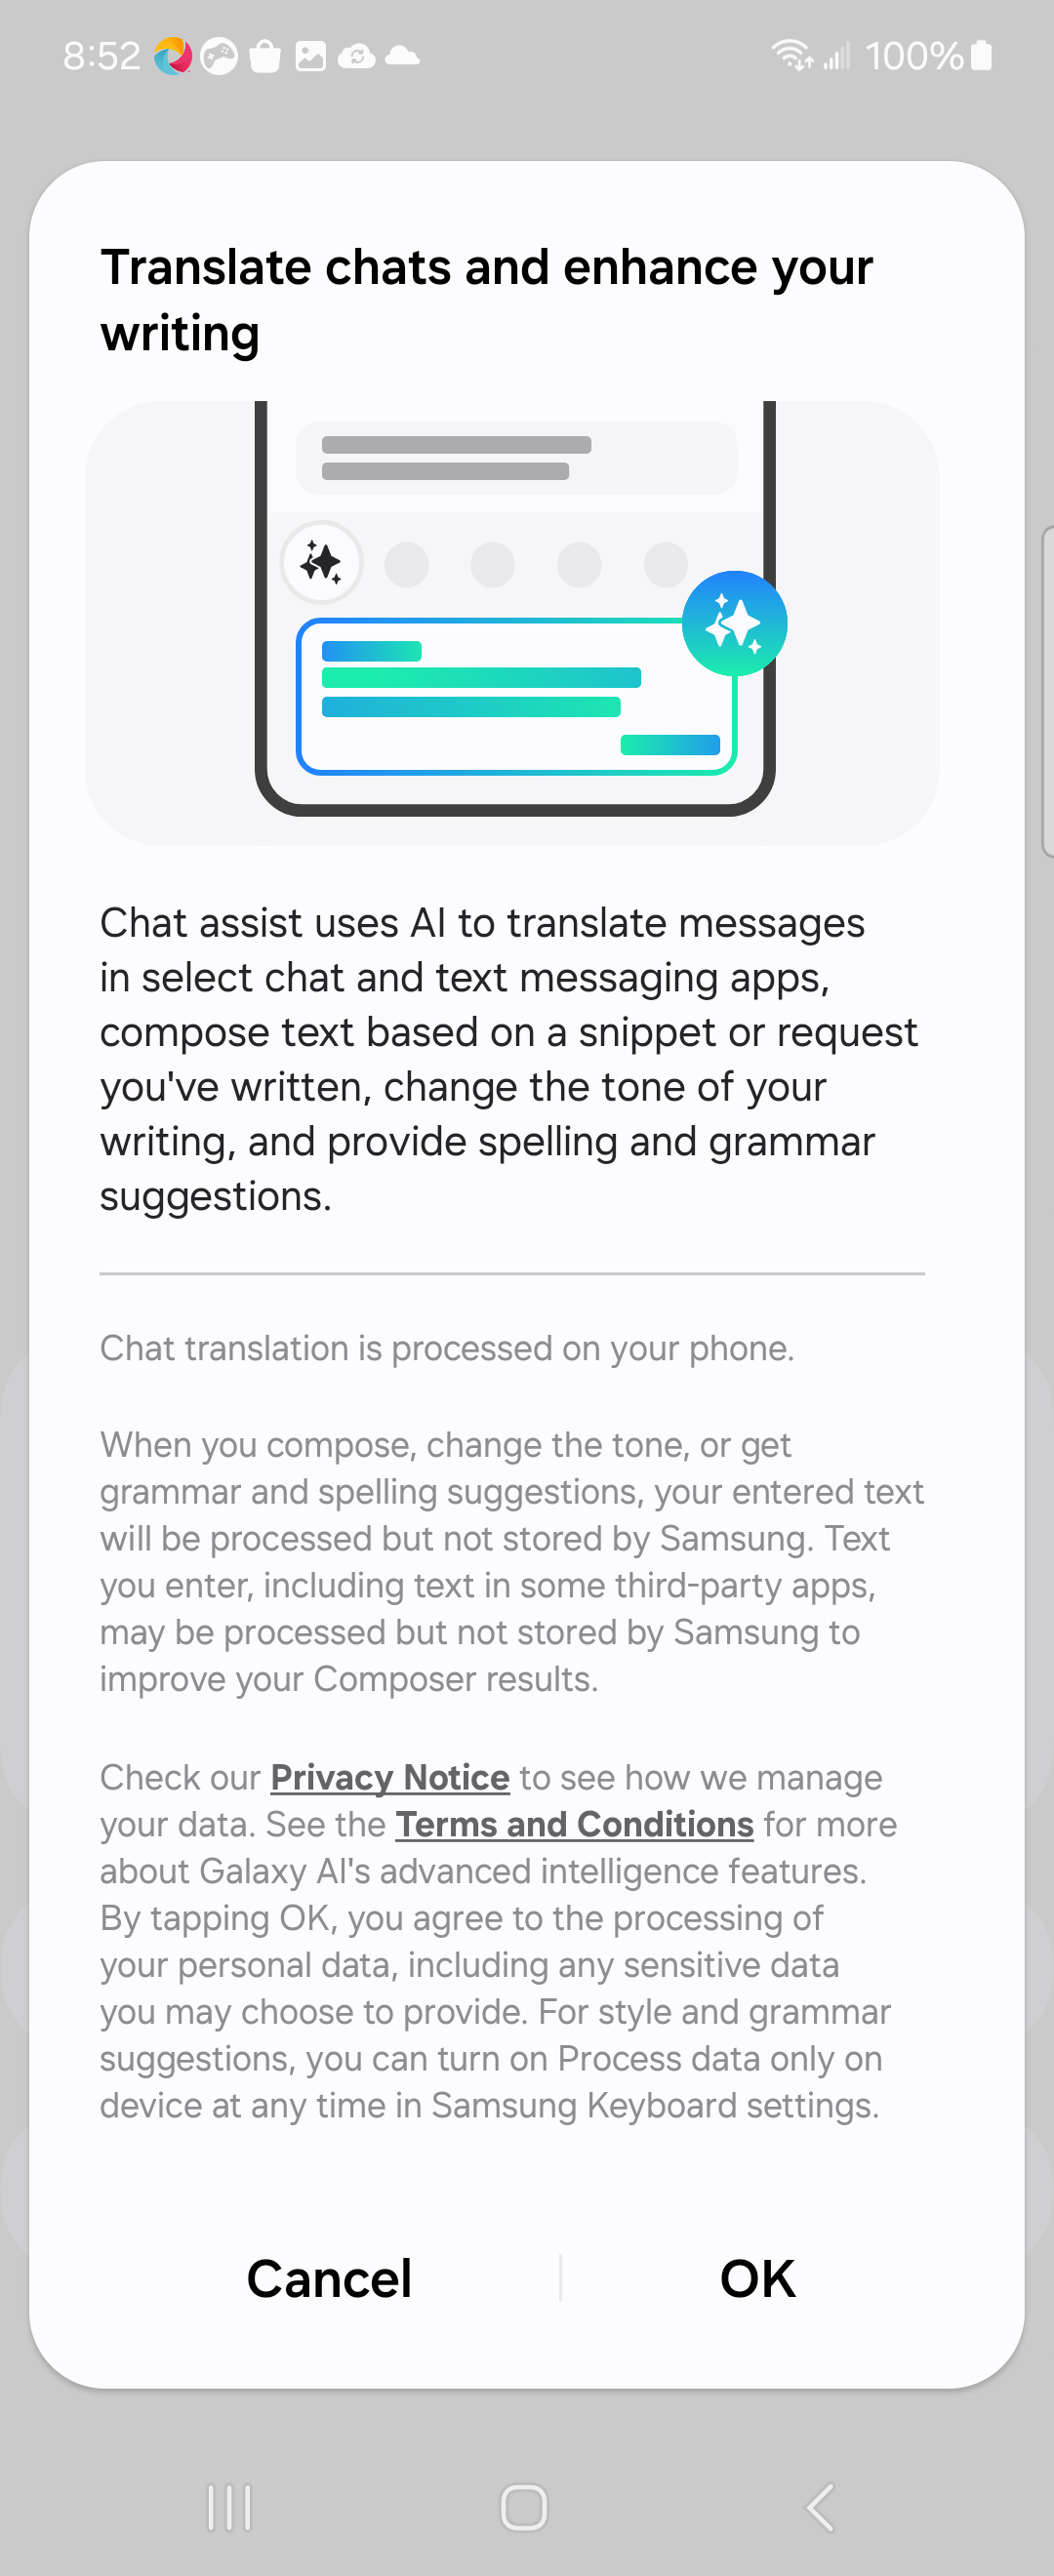 8:52
100%
Translate chats and enhance your
writing
Chat assist uses AI to translate messages
in select chat and text messaging apps,
compose text based on a snippet or request
you've written, change the tone of your
writing, and provide spelling and grammar
suggestions.
Chat translation is processed on your phone.
When you compose, change the tone, or get
grammar and spelling suggestions, your entered text
will be processed but not stored by Samsung. Text
you enter, including text in some third-party apps,
may be processed but not stored by Samsung to
improve your Composer results.
Check our Privacy Notice to see how we manage
your data. See the Terms and Conditions for more
about Galaxy AI's advanced intelligence features.
By tapping OK, you agree to the processing of
your personal data, including any sensitive data
you may choose to provide. For style and grammar
suggestions, you can turn on Process data only on
device at any time in Samsung Keyboard settings.
Cancel
OK